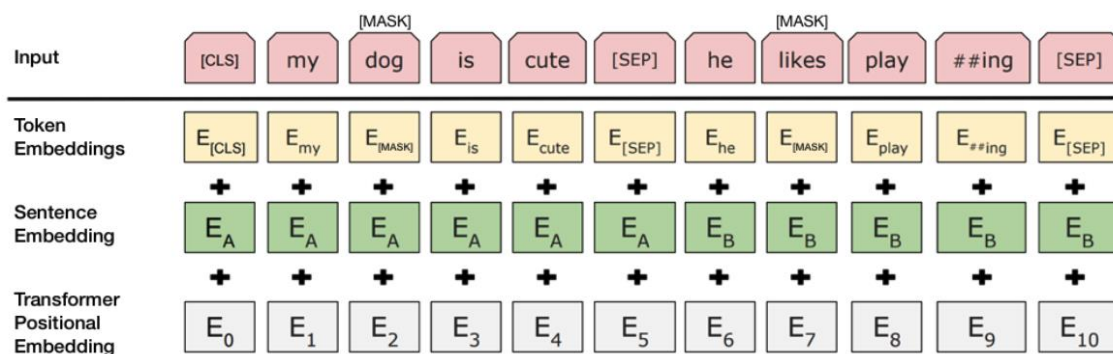 [MASK] [MASK]
Input [CLS] my dog is cute [SEP] he likes play ##ing [SEP]
Token Embeddings E[CLS] Emy E[MASK] Eis Ecute E[SEP] Ehe E[MASK] Eplay E##ing E[SEP]
+ + + + + + + + + + +
Sentence Embedding EA EA EA EA EA EA EB EB EB EB EB
+ + + + + + + + + + +
Transformer Positional Embedding E0 E1 E2 E3 E4 E5 E6 E7 E8 E9 E10